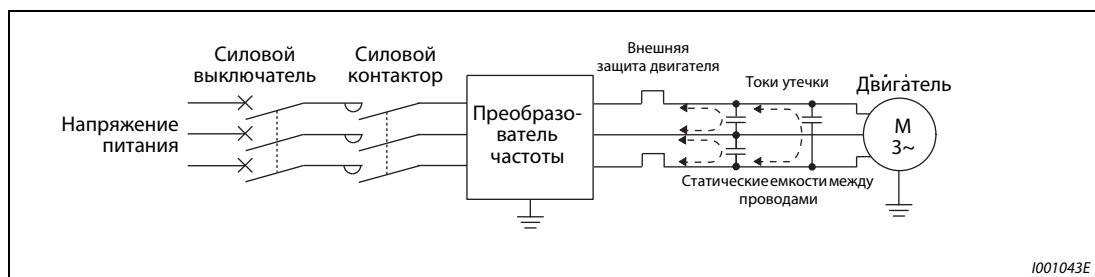 Силовой
выключатель
Силовой
контактор
Внешняя
защита двигателя
Токи утечки
Двигатель
Напряжение
питания
Преобразо-
ватель
частоты
M
3~
Статические емкости между
проводами
I001043E